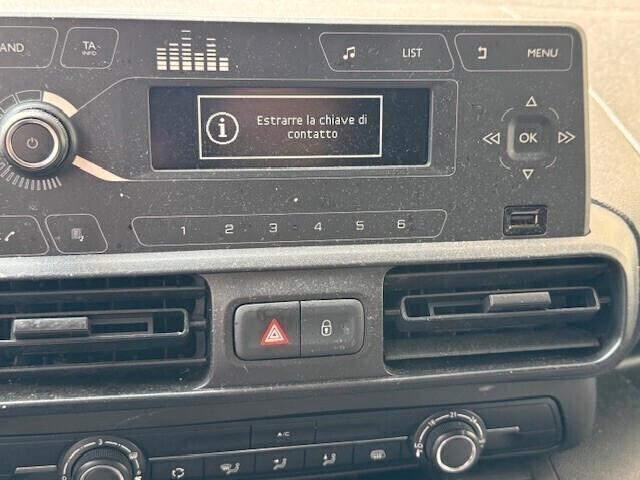 AND
TA
INFO
LIST
MENU
i Estrarre la chiave di
contatto
OK
1 2 3 4 5 6
A/C